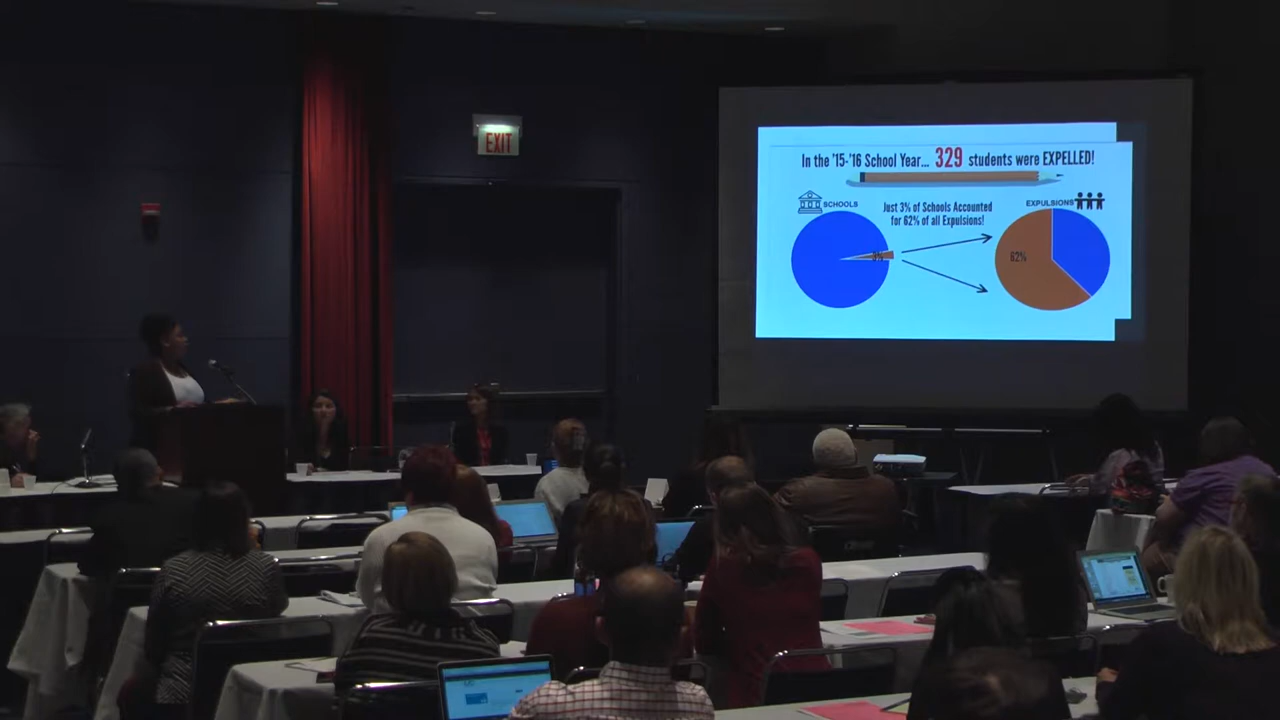 EXIT
In the '15-'16 School Year... 329 students were EXPELLED!
SCHOOLS
Just 3% of Schools Accounted
for 62% of all Expulsions!
EXPULSIONS
3%
62%